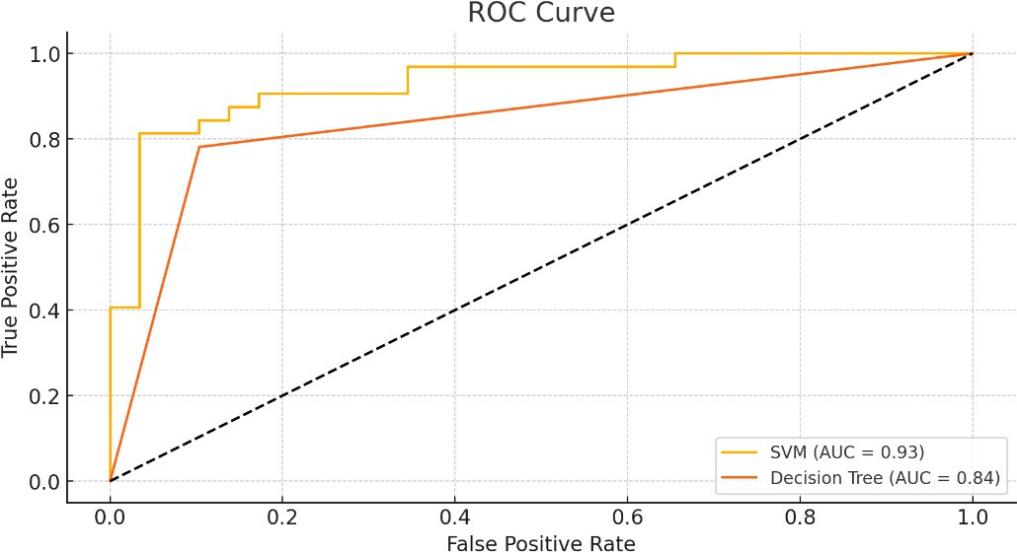 ROC Curve
True Positive Rate
1.0
0.8
0.6
0.4
0.2
0.0
SVM (AUC = 0.93)
Decision Tree (AUC = 0.84)
0.0 0.2 0.4 0.6 0.8 1.0
False Positive Rate